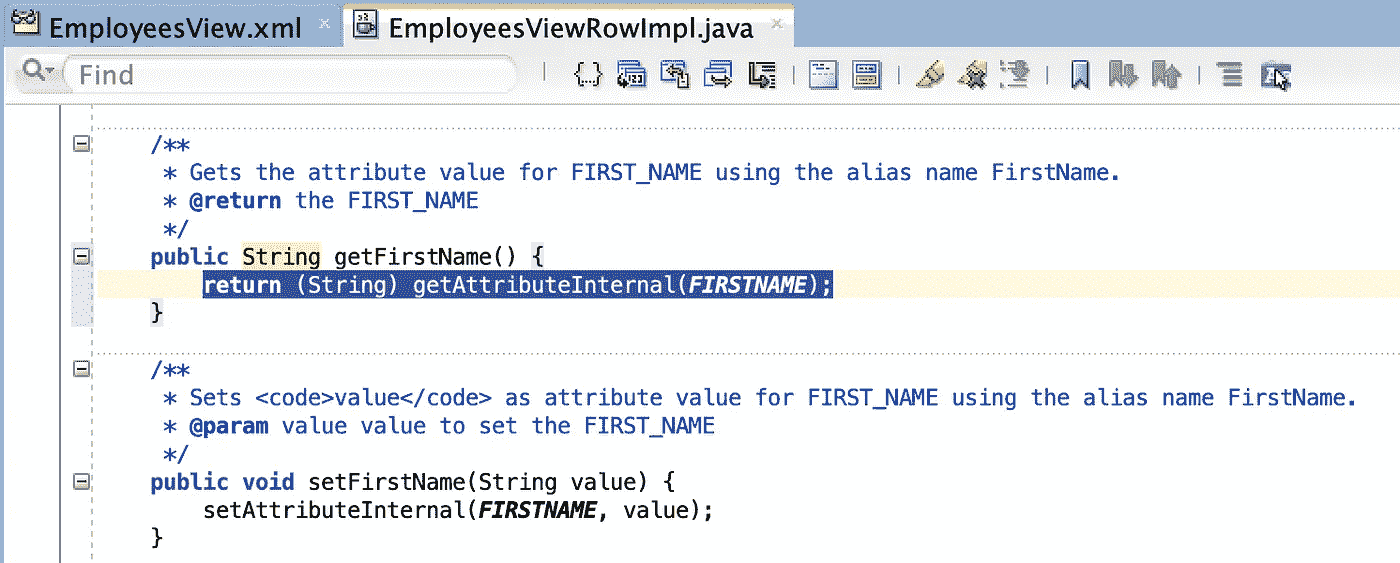 EmployeesView.xml
EmployeesViewRowImpl.java
Find
/**
* Gets the attribute value for FIRST_NAME using the alias name FirstName.
* @return the FIRST_NAME
*/
public String getFirstName() {
return (String) getAttributeInternal(FIRSTNAME);
}
/**
* Sets <code>value</code> as attribute value for FIRST_NAME using the alias name FirstName.
* @param value value to set the FIRST_NAME
*/
public void setFirstName(String value) {
setAttributeInternal(FIRSTNAME, value);
}